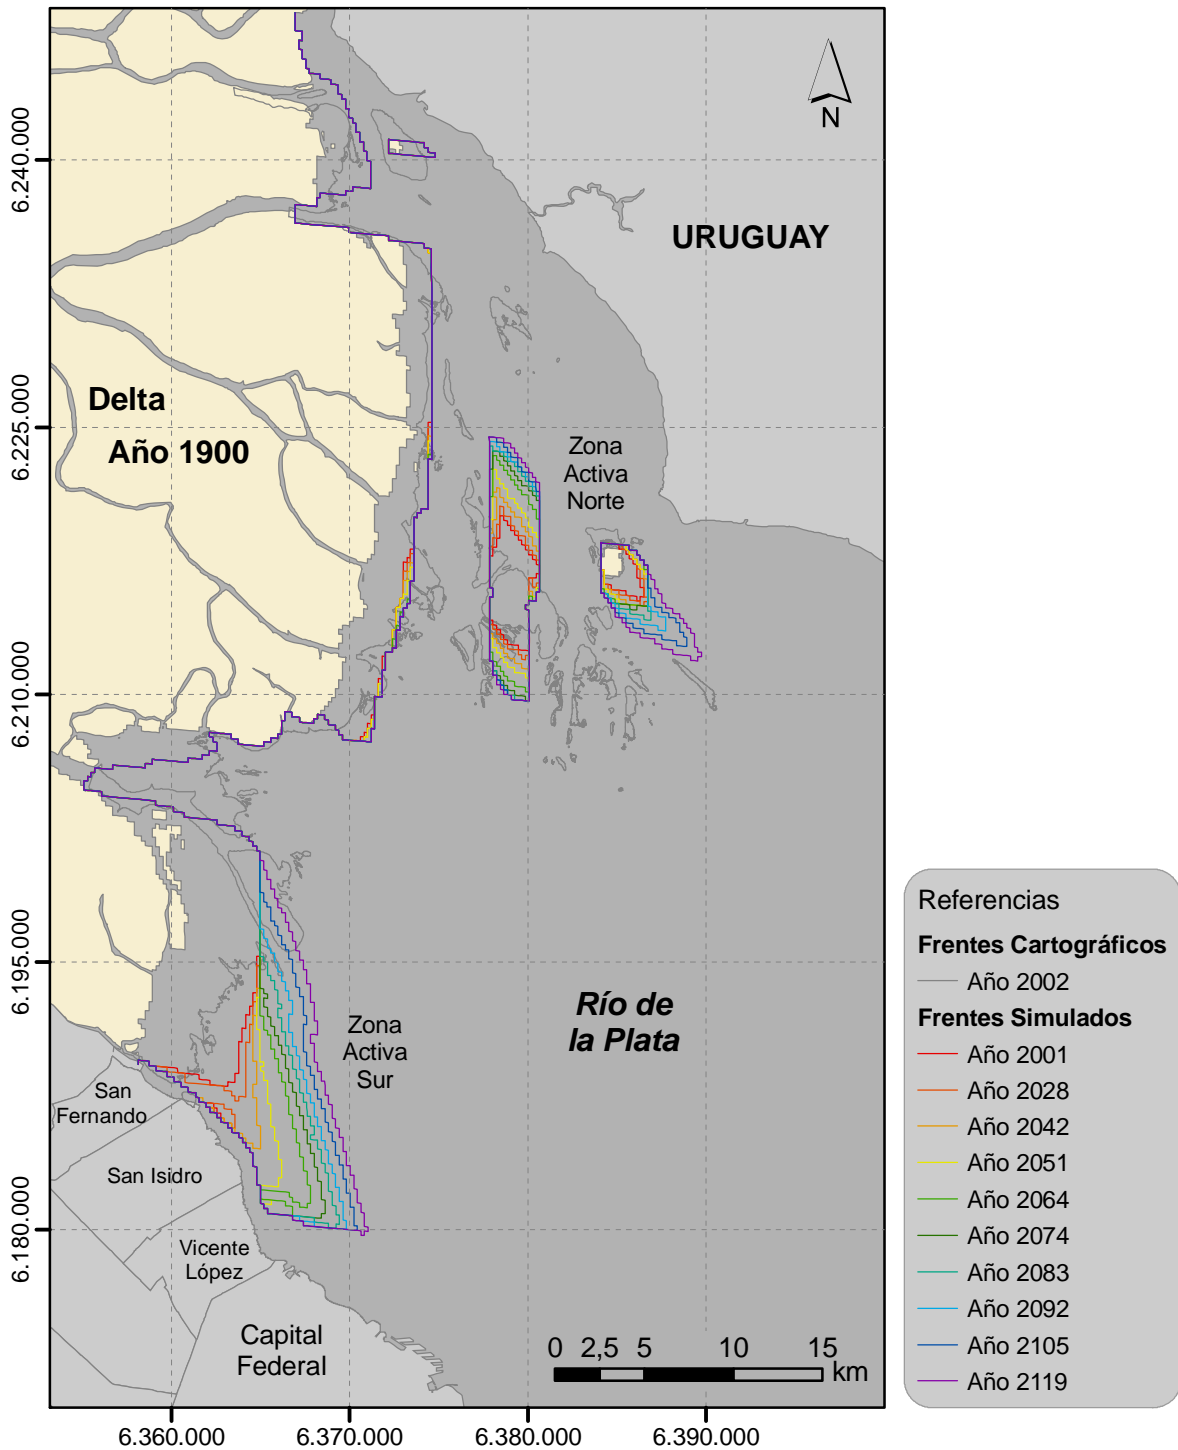 6.240.000
6.225.000
6.210.000
6.195.000
6.180.000
N
URUGUAY
Delta
Año 1900
Zona
Activa
Norte
Río de
la Plata
Zona
Activa
Sur
San
Fernando
San Isidro
Vicente
López
Capital
Federal
0 2,5 5 10 15
km
6.360.000 6.370.000 6.380.000 6.390.000
Referencias
Frentes Cartográficos
Año 2002
Frentes Simulados
Año 2001
Año 2028
Año 2042
Año 2051
Año 2064
Año 2074
Año 2083
Año 2092
Año 2105
Año 2119